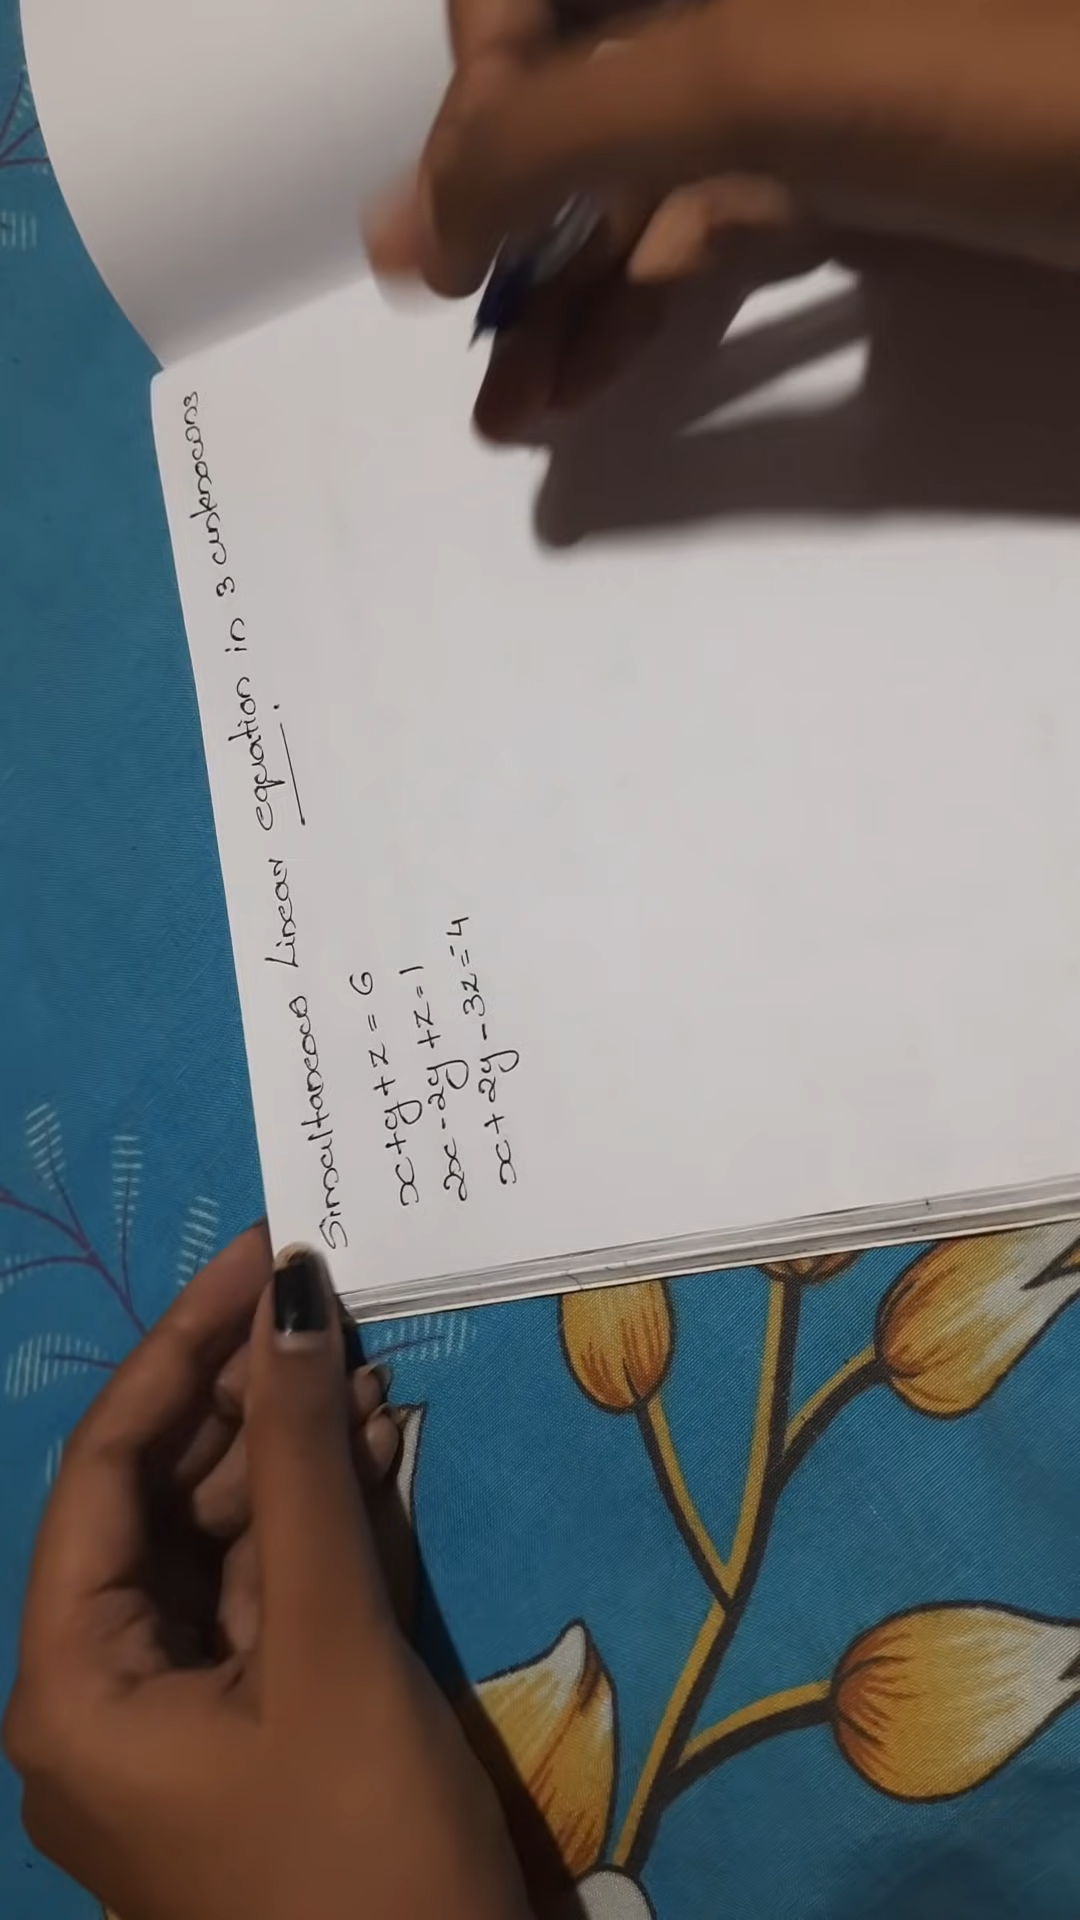 Simultaneous Linear equation in 3 unknowns
x+y+z=6
2x-2y+z=1
x+2y-3z=-4